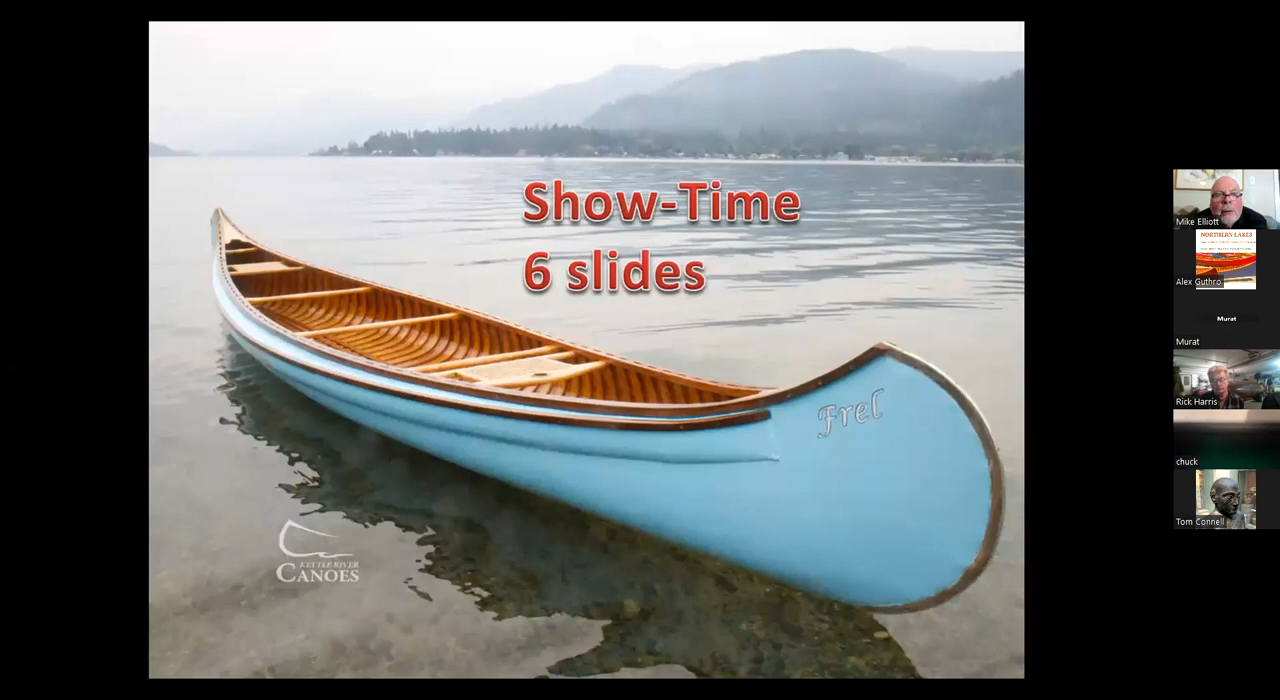 Show-Time
6 slides
Frel
KETTLE RIVER
CANOES
Mike Elliott
NORTHERN LAKES
Alex Guthro
Murat
Murat
Rick Harris
chuck
Tom Connell